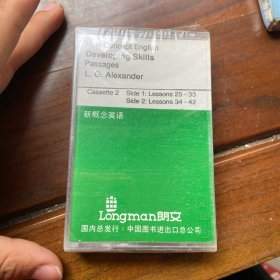 New Concept English
Developing Skills
Passages
L. G. Alexander
Cassette 2 Side 1: Lessons 25 - 33
Side 2: Lessons 34 - 42
新概念英语
Longman朗文
国内总发行：中国图书进出口总公司